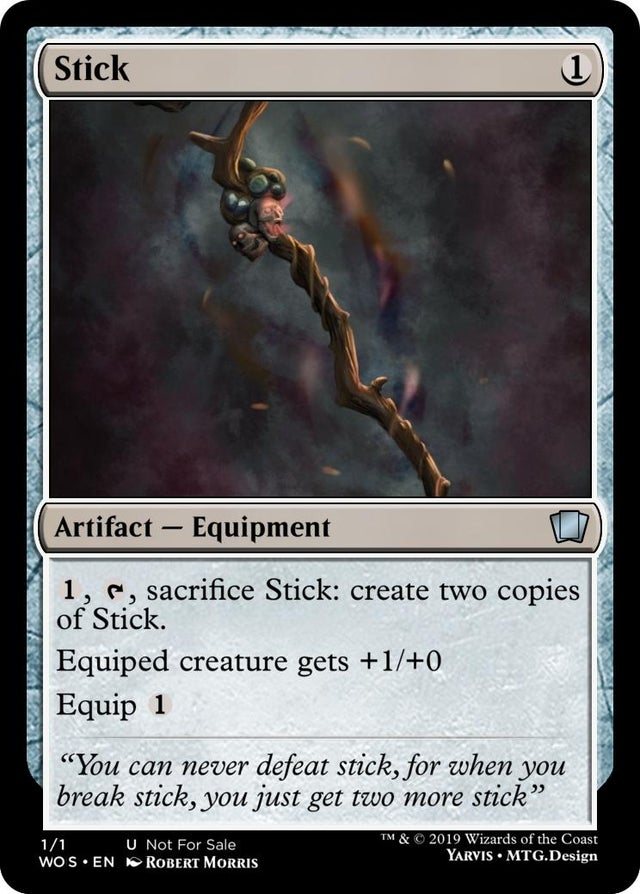 Stick 1
Artifact — Equipment
1, , sacrifice Stick: create two copies
of Stick.
Equiped creature gets +1/+0
Equip 1
“You can never defeat stick, for when you
break stick, you just get two more stick”
1/1 U Not For Sale ™ & © 2019 Wizards of the Coast
WOS • EN Robert Morris Yarvis • MTG.Design